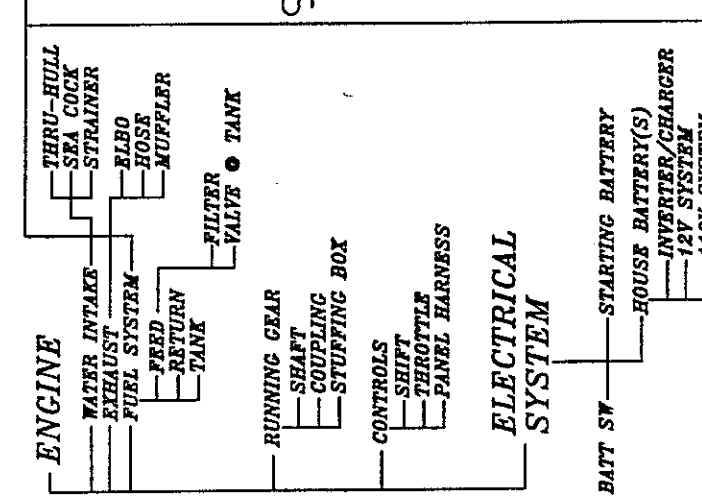 ENGINE
WATER INTAKE
THRU-HULL
SEA COCK
STRAINER
EXHAUST
ELBO
HOSE
MUFFLER
FUEL SYSTEM
FEED
FILTER
VALVE @ TANK
RETURN
TANK
RUNNING GEAR
SHAFT
COUPLING
STUFFING BOX
CONTROLS
SHIFT
THROTTLE
PANEL HARNESS
ELECTRICAL
SYSTEM
BATT SW
STARTING BATTERY
HOUSE BATTERY(S)
INVERTER/CHARGER
12V SYSTEM